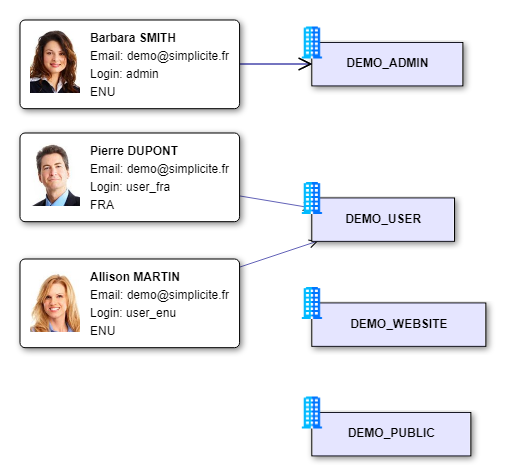 Barbara SMITH
Email: demo@simplicite.fr
Login: admin
ENU
DEMO_ADMIN
Pierre DUPONT
Email: demo@simplicite.fr
Login: user_fra
FRA
DEMO_USER
Allison MARTIN
Email: demo@simplicite.fr
Login: user_enu
ENU
DEMO_WEBSITE
DEMO_PUBLIC